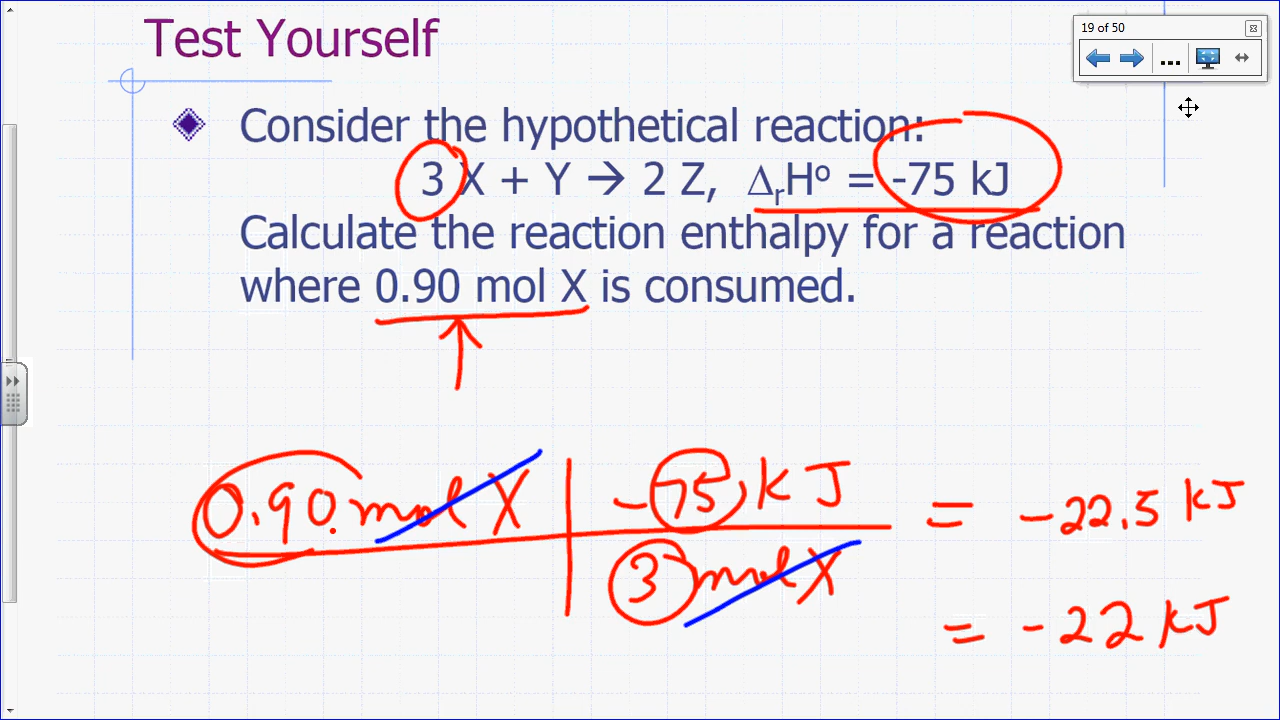 Test Yourself
19 of 50
Consider the hypothetical reaction:
3 X + Y → 2 Z, ΔrHº = -75 kJ
Calculate the reaction enthalpy for a reaction
where 0.90 mol X is consumed.
0.90 mol X | -75 kJ = -22.5 kJ
3 mol X
= -22 kJ